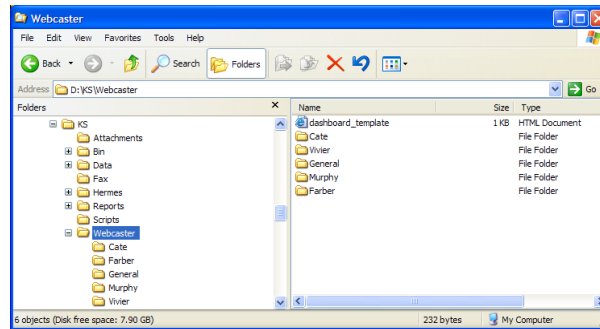 Webcaster
File Edit View Favorites Tools Help
Back Search Folders
Address D:\KS\Webcaster Go
Folders x Name Size Type
KS
Attachments
Bin
Data
Fax
Hermes
Reports
Scripts
Webcaster
Cate
Farber
General
Murphy
Vivier
dashboard_template 1 KB HTML Document
Cate File Folder
Vivier File Folder
General File Folder
Murphy File Folder
Farber File Folder
6 objects (Disk free space: 7.90 GB) 232 bytes My Computer